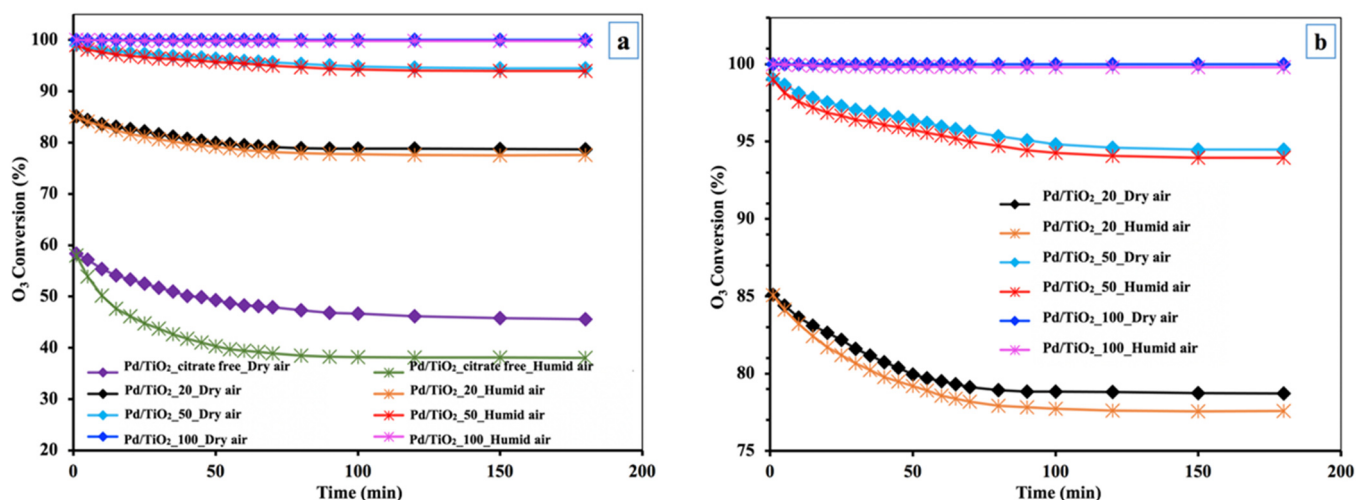 a
100
90
80
70
60
50
40
30
20
O3 Conversion (%)
Pd/TiO2_citrate free_Dry air
Pd/TiO2_citrate free_Humid air
Pd/TiO2_20_Dry air
Pd/TiO2_20_Humid air
Pd/TiO2_50_Dry air
Pd/TiO2_50_Humid air
Pd/TiO2_100_Dry air
Pd/TiO2_100_Humid air
0 50 100 150 200
Time (min)
b
100
95
90
85
80
75
O3 Conversion (%)
Pd/TiO2_20_Dry air
Pd/TiO2_20_Humid air
Pd/TiO2_50_Dry air
Pd/TiO2_50_Humid air
Pd/TiO2_100_Dry air
Pd/TiO2_100_Humid air
0 50 100 150 200
Time (min)